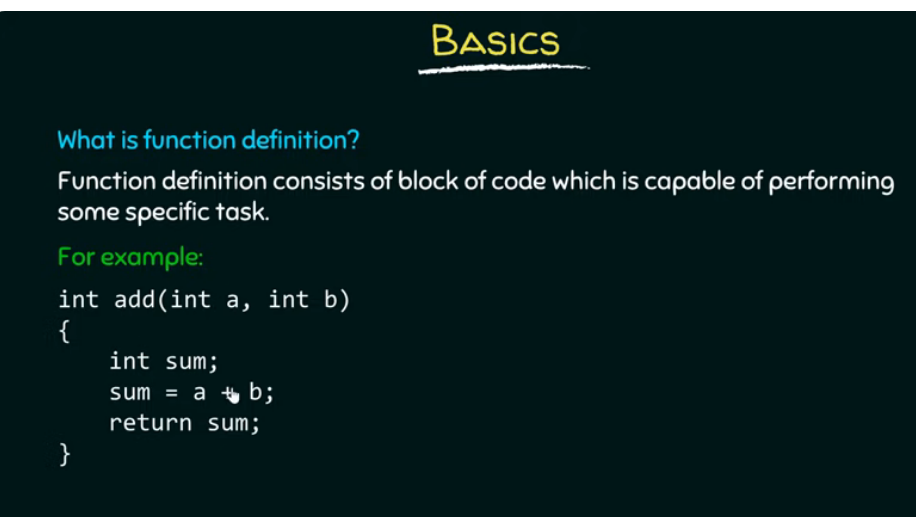 BASICS
What is function definition?
Function definition consists of block of code which is capable of performing
some specific task.
For example:
int add(int a, int b)
{
    int sum;
    sum = a + b;
    return sum;
}